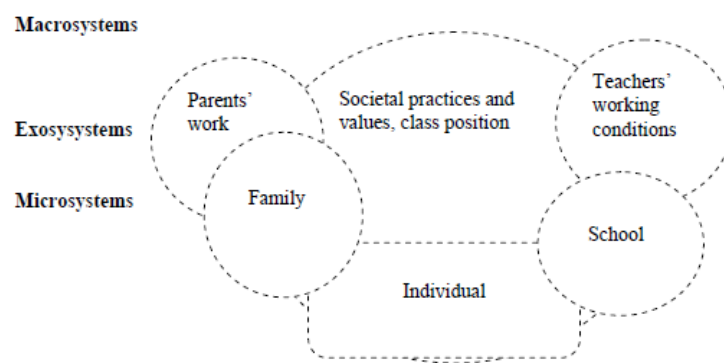 Macrosystems
Parents'
work
Societal practices and
values, class position
Teachers'
working
conditions
Exosysystems
Microsystems
Family
School
Individual